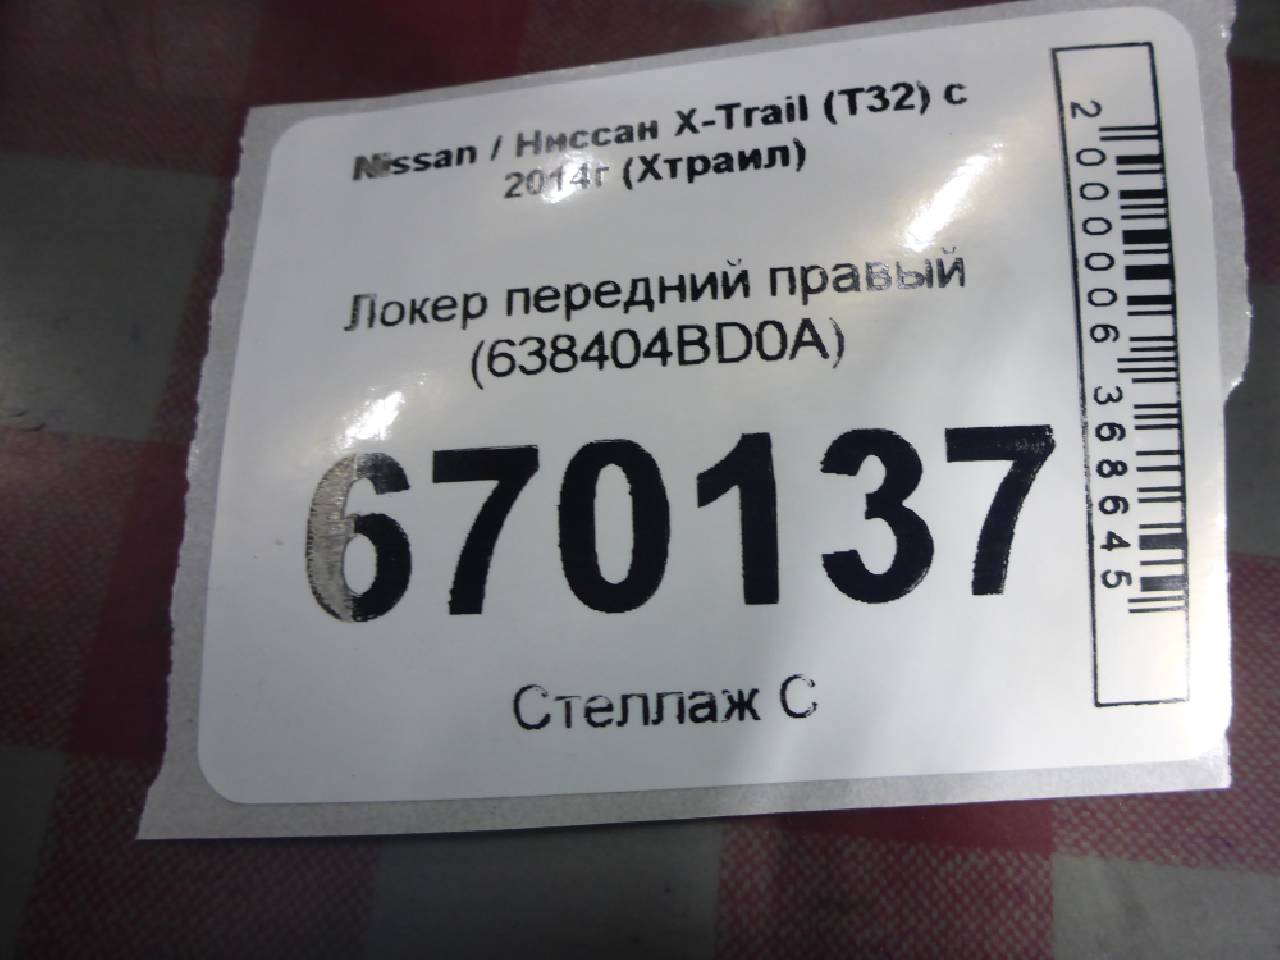 Nissan / Ниссан X-Trail (T32) с
2014г (Хтраил)
Локер передний правый
(638404BD0A)
670137
Стеллаж С
2000006368645